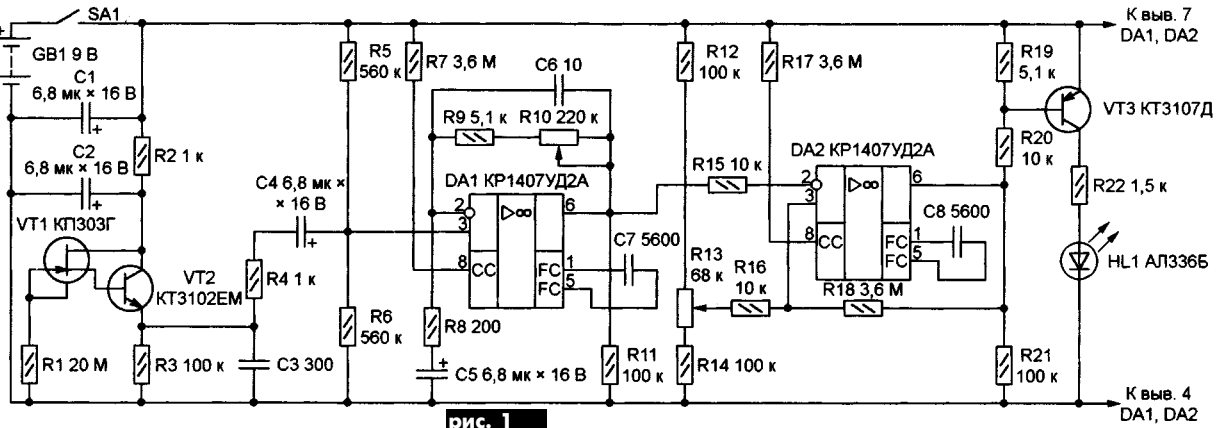 SA1
К выв. 7
DA1, DA2
+
GB1 9 В
C1
6,8 мк × 16 В
+
R2 1 к
C2
6,8 мк × 16 В
+
VT1 КП303Г
VT2
КТ3102ЕМ
R1 20 М
R3 100 к
R4 1 к
C3 300
C4 6,8 мк ×
× 16 В
+
R5
560 к
R6
560 к
R7 3,6 М
C6 10
R9 5,1 к
R10 220 к
DA1 КР1407УД2А
2
3
8
CC
▷∞
FC
FC
6
1
5
C7 5600
R8 200
+
C5 6,8 мк × 16 В
R11
100 к
R12
100 к
R13
68 к
R14 100 к
R15 10 к
R16
10 к
R17 3,6 М
DA2 КР1407УД2А
2
3
8
CC
▷∞
FC
FC
6
1
5
C8 5600
R18 3,6 М
R19
5,1 к
R20
10 к
R21
100 к
VT3 КТ3107Д
R22 1,5 к
HL1 АЛ336Б
К выв. 4
DA1, DA2
рис. 1